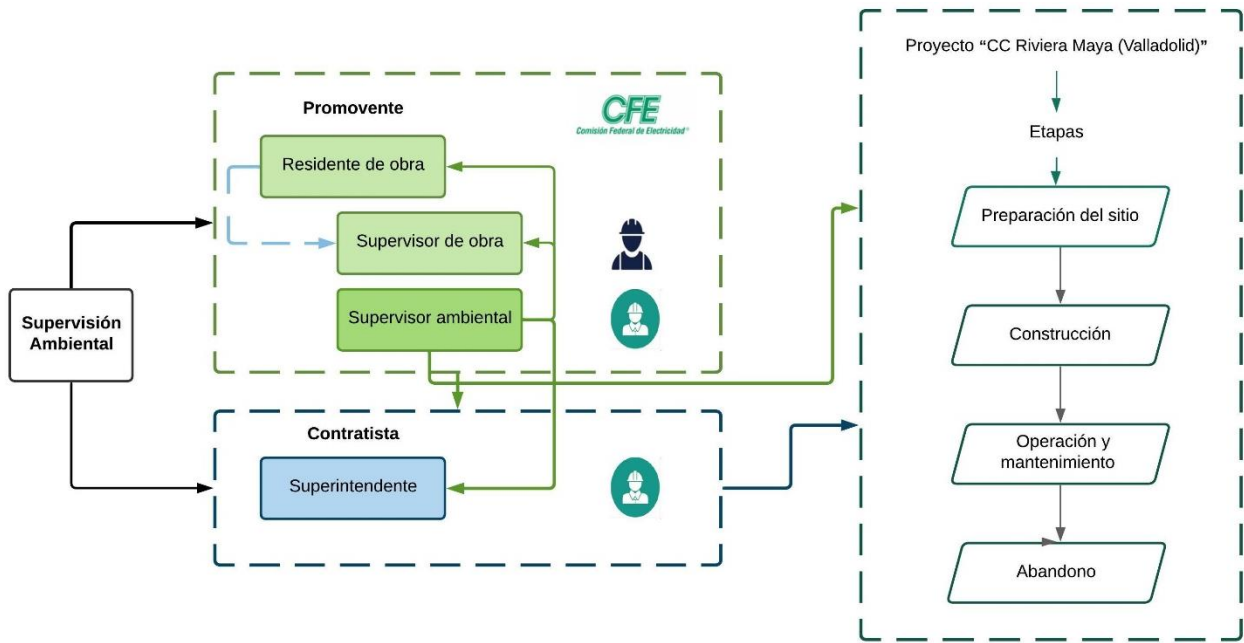 Proyecto “CC Riviera Maya (Valladolid)”
Etapas
Preparación del sitio
Construcción
Operación y
mantenimiento
Abandono
Promovente
CFE
Comisión Federal de Electricidad®
Residente de obra
Supervisor de obra
Supervisor ambiental
Supervisión
Ambiental
Contratista
Superintendente